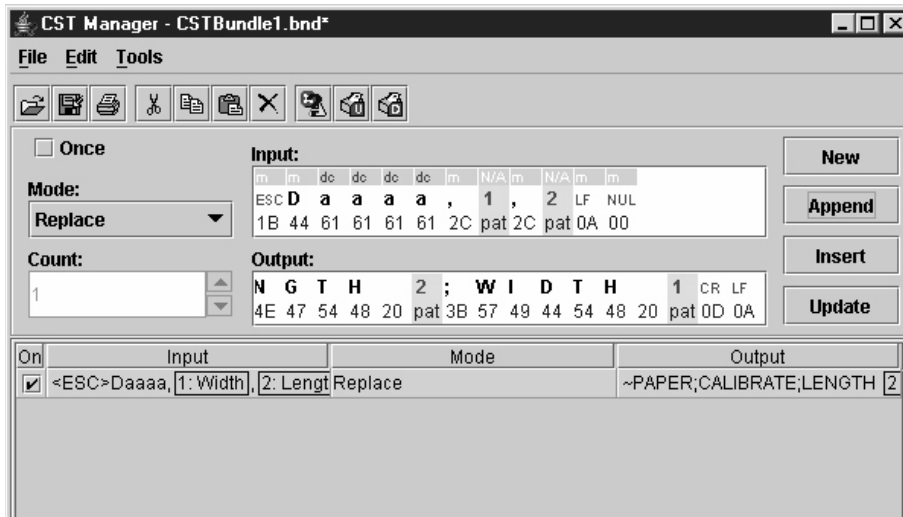 CST Manager - CSTBundle1.bnd*
File Edit Tools
Once
Mode:
Replace
Count:
1
Input:
m m dc dc dc dc m N/A m N/A m m
ESC D a a a a , 1 , 2 LF NUL
1B 44 61 61 61 61 2C pat 2C pat 0A 00
Output:
N G T H 2 ; W I D T H 1 CR LF
4E 47 54 48 20 pat 3B 57 49 44 54 48 20 pat 0D 0A
New
Append
Insert
Update
On Input Mode Output
<ESC>Daaaa, 1: Width , 2: Lengt Replace ~PAPER;CALIBRATE;LENGTH 2